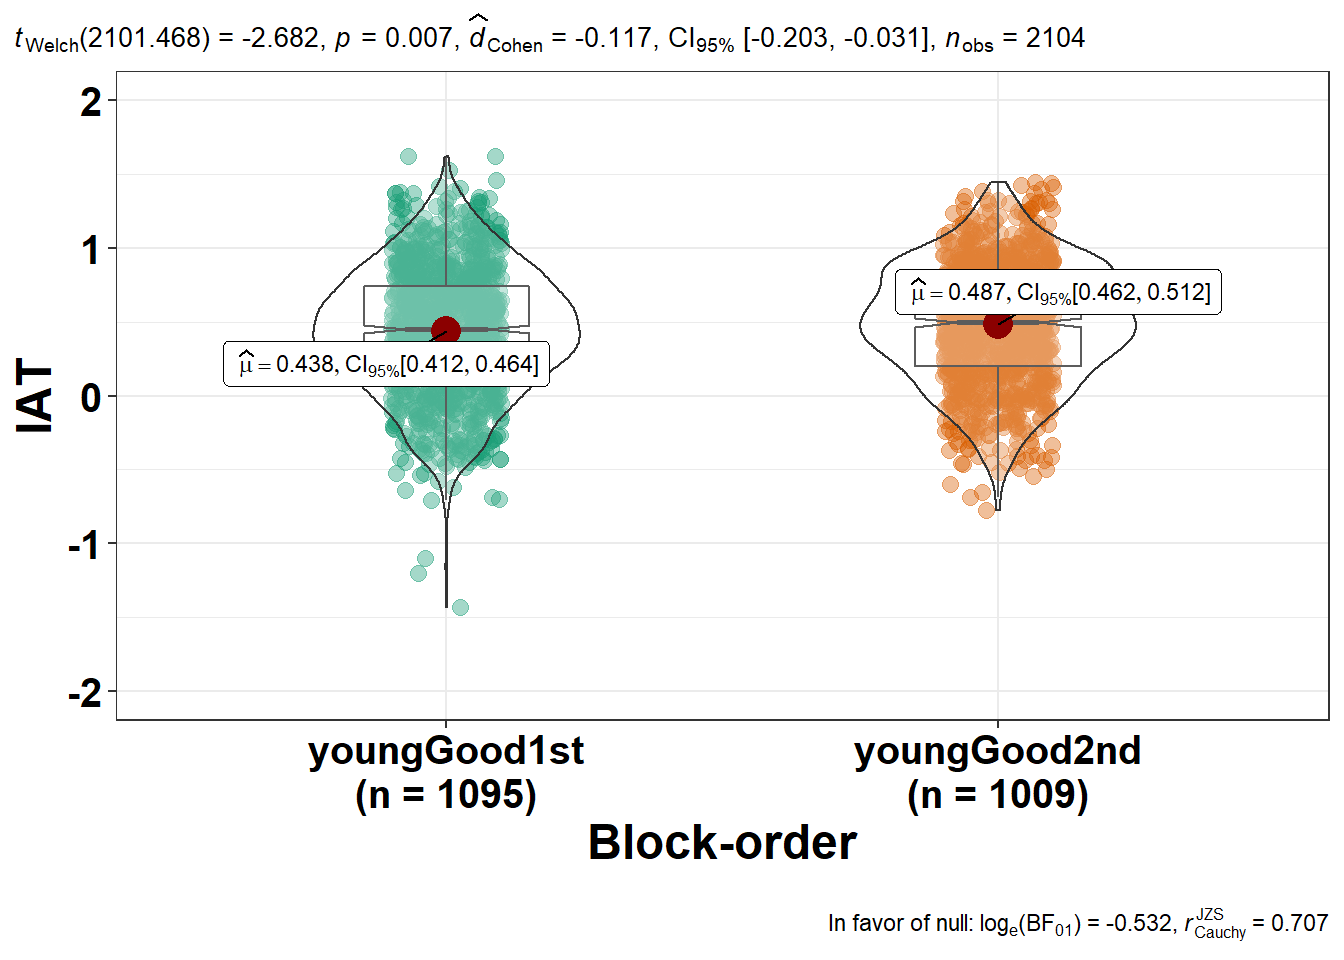 t Welch(2101.468) = -2.682, p = 0.007, d̂ Cohen = -0.117, CI95% [-0.203, -0.031], nobs = 2104
2
1
0
-1
-2
IAT
μ̂ = 0.438, CI95%[0.412, 0.464]
μ̂ = 0.487, CI95%[0.462, 0.512]
youngGood1st
(n = 1095)
youngGood2nd
(n = 1009)
Block-order
In favor of null: loge(BF01) = -0.532, r JZS Cauchy = 0.707